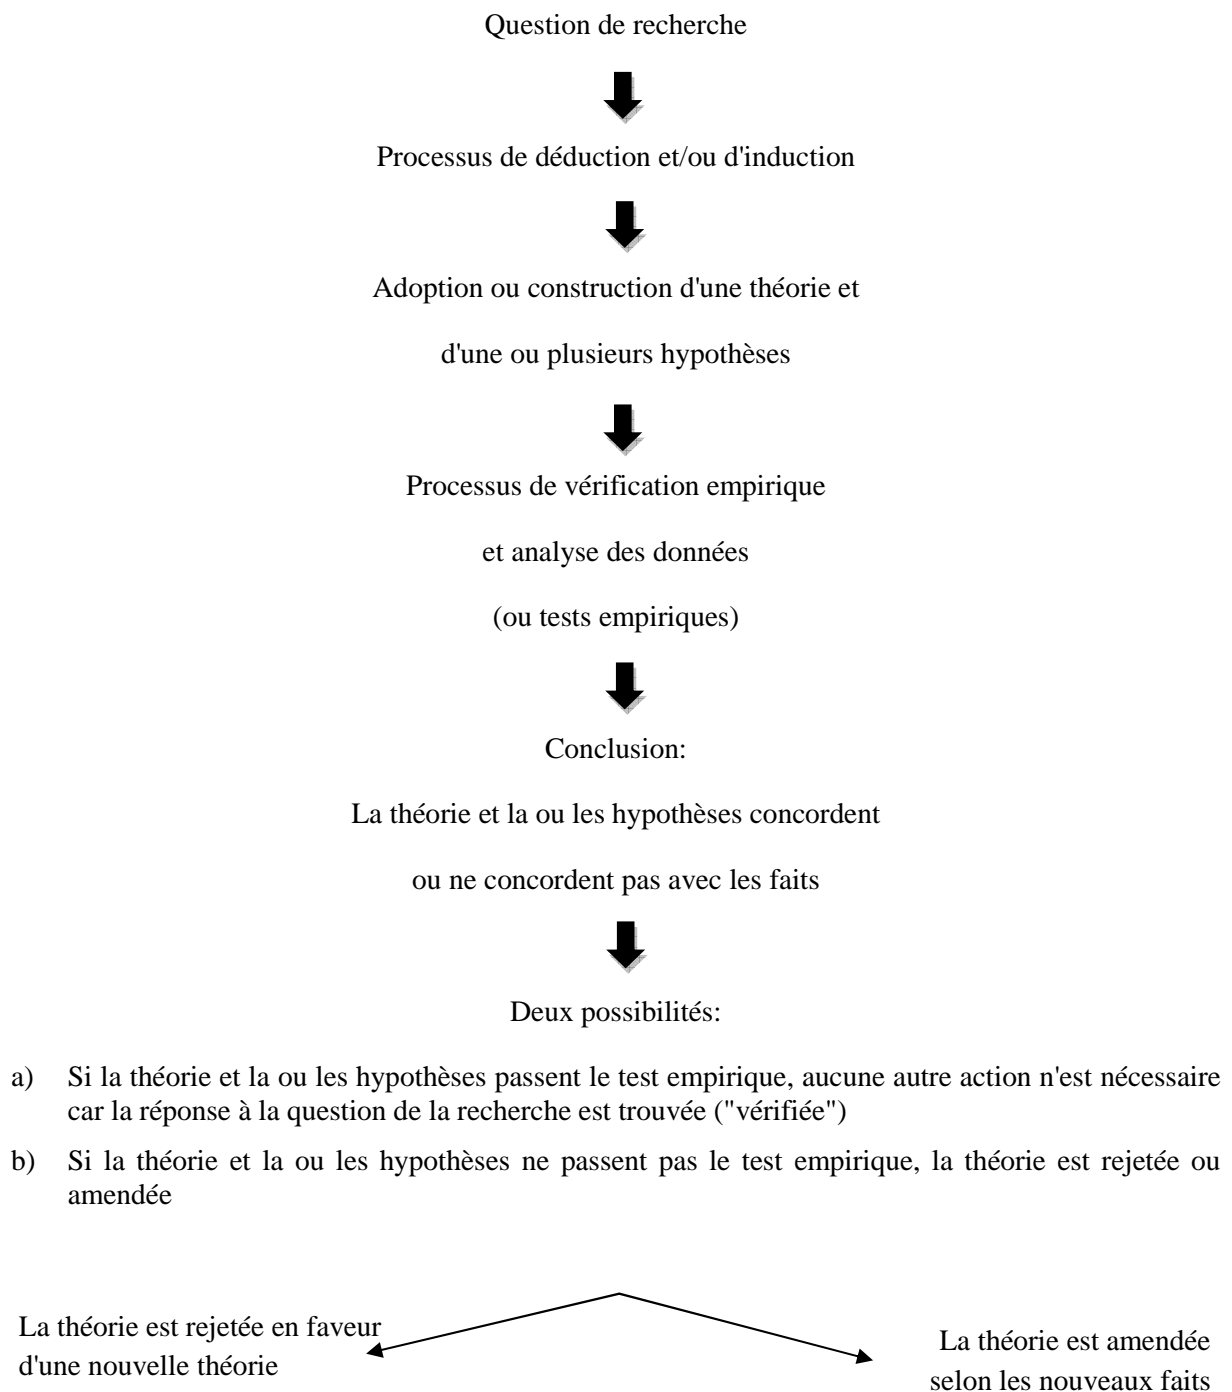 Question de recherche
Processus de déduction et/ou d'induction
Adoption ou construction d'une théorie et
d'une ou plusieurs hypothèses
Processus de vérification empirique
et analyse des données
(ou tests empiriques)
Conclusion:
La théorie et la ou les hypothèses concordent
ou ne concordent pas avec les faits
Deux possibilités:
a) Si la théorie et la ou les hypothèses passent le test empirique, aucune autre action n'est nécessaire
car la réponse à la question de la recherche est trouvée ("vérifiée")
b) Si la théorie et la ou les hypothèses ne passent pas le test empirique, la théorie est rejetée ou
amendée
La théorie est rejetée en faveur
d'une nouvelle théorie
La théorie est amendée
selon les nouveaux faits